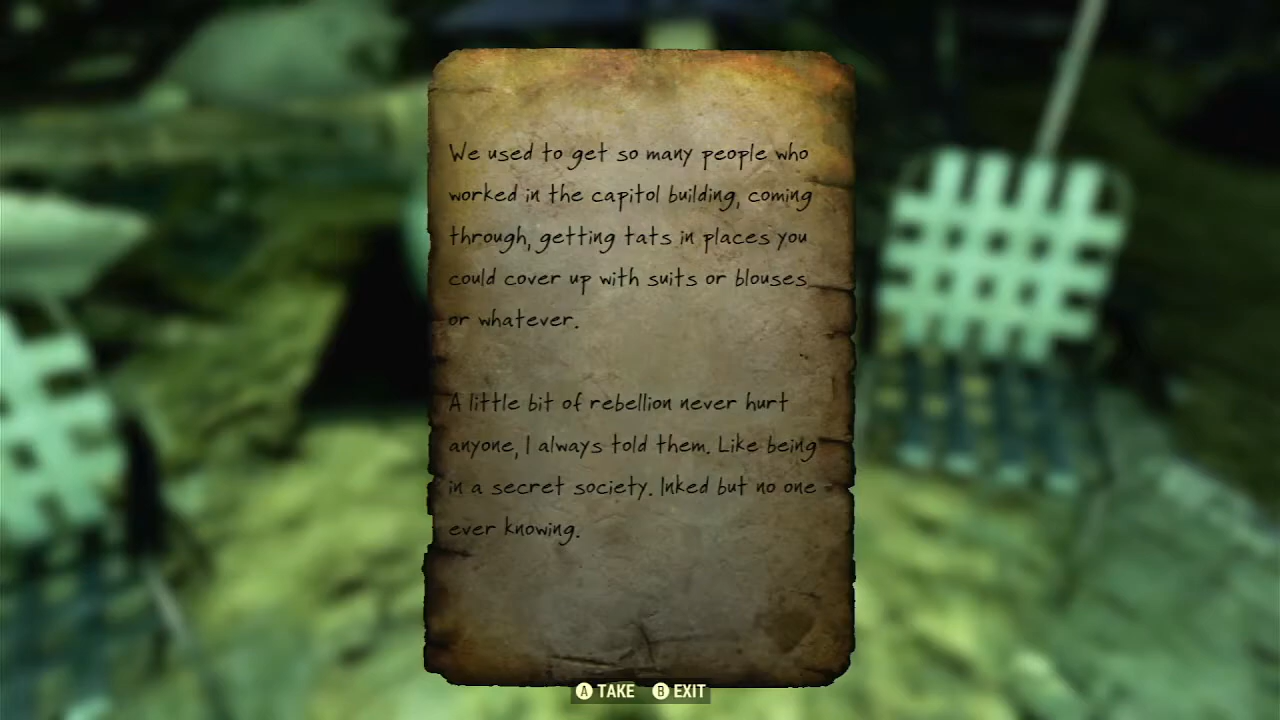 We used to get so many people who
worked in the capitol building, coming
through, getting tats in places you
could cover up with suits or blouses
or whatever.
A little bit of rebellion never hurt
anyone, I always told them. Like being
in a secret society. Inked but no one
ever knowing.
A TAKE B EXIT